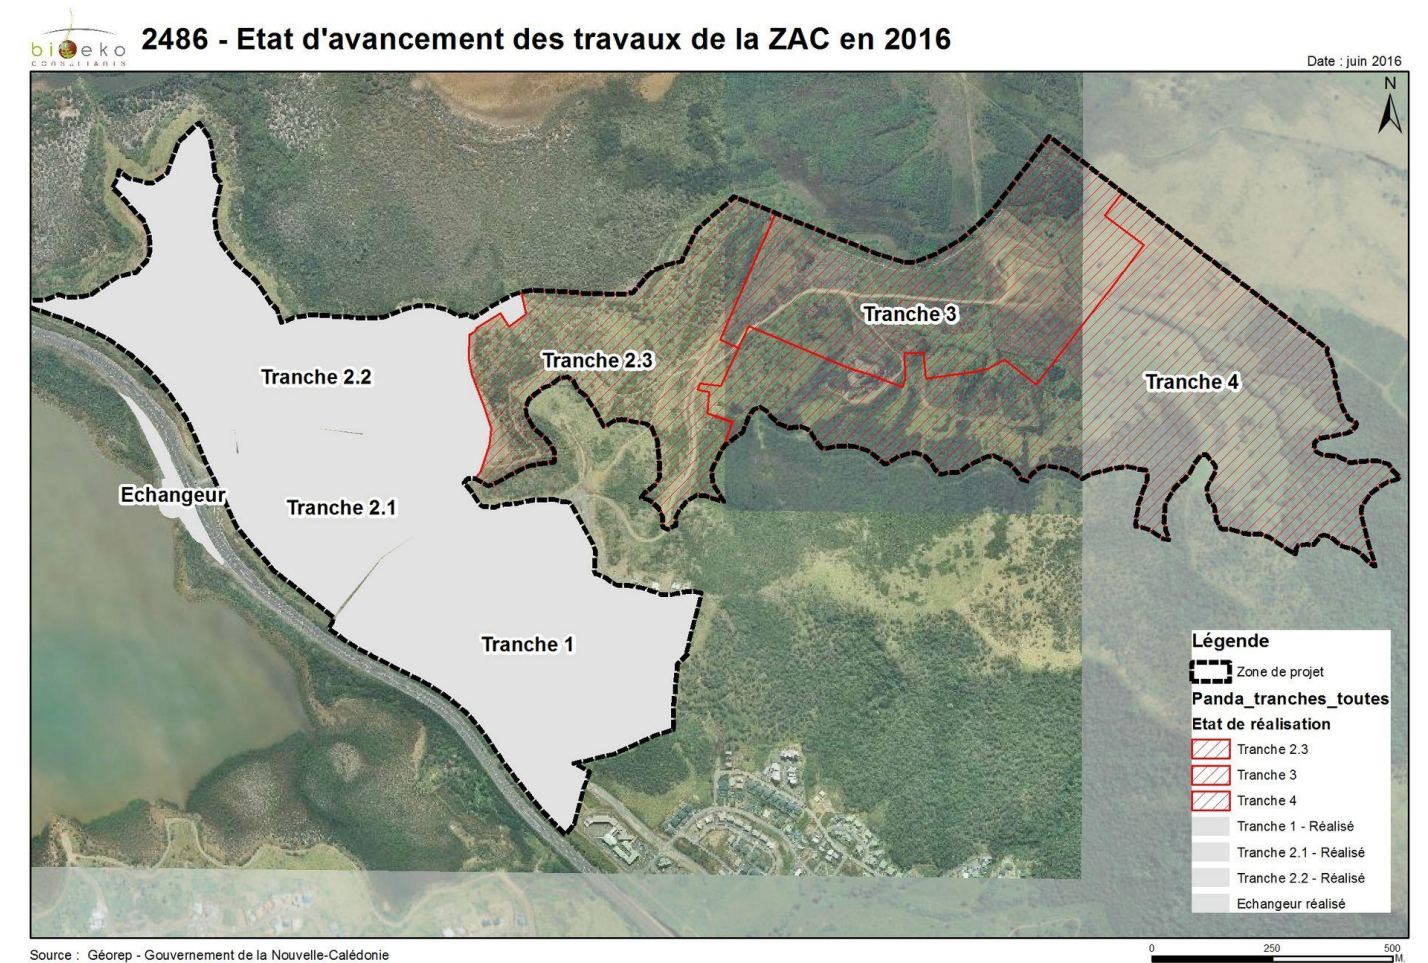 bioeko
CONSULTANTS
2486 - Etat d'avancement des travaux de la ZAC en 2016
Date : juin 2016
N
Tranche 3
Tranche 2.3
Tranche 2.2
Tranche 4
Echangeur
Tranche 2.1
Tranche 1
Légende
Zone de projet
Panda_tranches_toutes
Etat de réalisation
Tranche 2.3
Tranche 3
Tranche 4
Tranche 1 - Réalisé
Tranche 2.1 - Réalisé
Tranche 2.2 - Réalisé
Echangeur réalisé
Source : Géorep - Gouvernement de la Nouvelle-Calédonie
0 250 500
M.